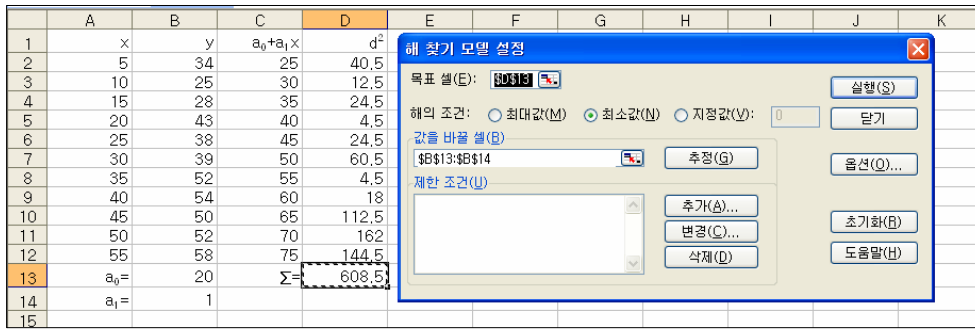 A B C D E F G H I J K
1 x y a₀+a₁x d²
2 5 34 25 40,5
3 10 25 30 12,5
4 15 28 35 24,5
5 20 43 40 4,5
6 25 38 45 24,5
7 30 39 50 60,5
8 35 52 55 4,5
9 40 54 60 18
10 45 50 65 112,5
11 50 52 70 162
12 55 58 75 144,5
13 a₀= 20 Σ= 608,5
14 a₁= 1
15
해 찾기 모델 설정
목표 셀(E): $D$13
실행(S)
해의 조건: 최대값(M) 최소값(N) 지정값(V): 0
닫기
값을 바꿀 셀(B)
$B$13:$B$14 추정(G)
옵션(O)...
제한 조건(U)
추가(A)...
변경(C)...
초기화(R)
삭제(D)
도움말(H)